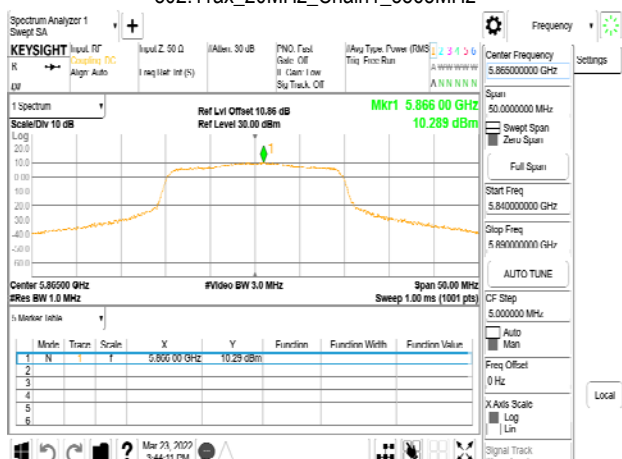 Spectrum Analyzer 1
Swept SA
+
Frequency
KEYSIGHT Input: RF
Coupling: DC
Align: Auto
Input Z: 50 Ω
Freq Ref: Int (S)
#Atten: 30 dB
PNO: Fast
Gate: Off
IF Gain: Low
Sig Track: Off
#Avg Type: Power (RMS
Trig: Free Run
1 2 3 4 5 6
A W W W W W
A N N N N N
R
Center Frequency
5.865000000 GHz
Settings
Span
50.0000000 MHz
Swept Span
Zero Span
Full Span
Start Freq
5.840000000 GHz
Stop Freq
5.890000000 GHz
AUTO TUNE
CF Step
5.000000 MHz
Auto
Man
Freq Offset
0 Hz
X Axis Scale
Log
Lin
Signal Track
Local
1 Spectrum
Scale/Div 10 dB
Log
Ref Lvl Offset 10.86 dB
Ref Level 30.00 dBm
Mkr1 5.866 00 GHz
10.289 dBm
20.0
10.0
0.00
10.0
20.0
30.0
-40.0
-50.0
60.0
1
Center 5.86500 GHz
#Res BW 1.0 MHz
#Video BW 3.0 MHz
Span 50.00 MHz
Sweep 1.00 ms (1001 pts)
5 Marker Table
Mode Trace Scale X Y Function Function Width Function Value
1 N 1 f 5.866 00 GHz 10.29 dBm
2
3
4
5
6
?
Mar 23, 2022
3:44:11 PM